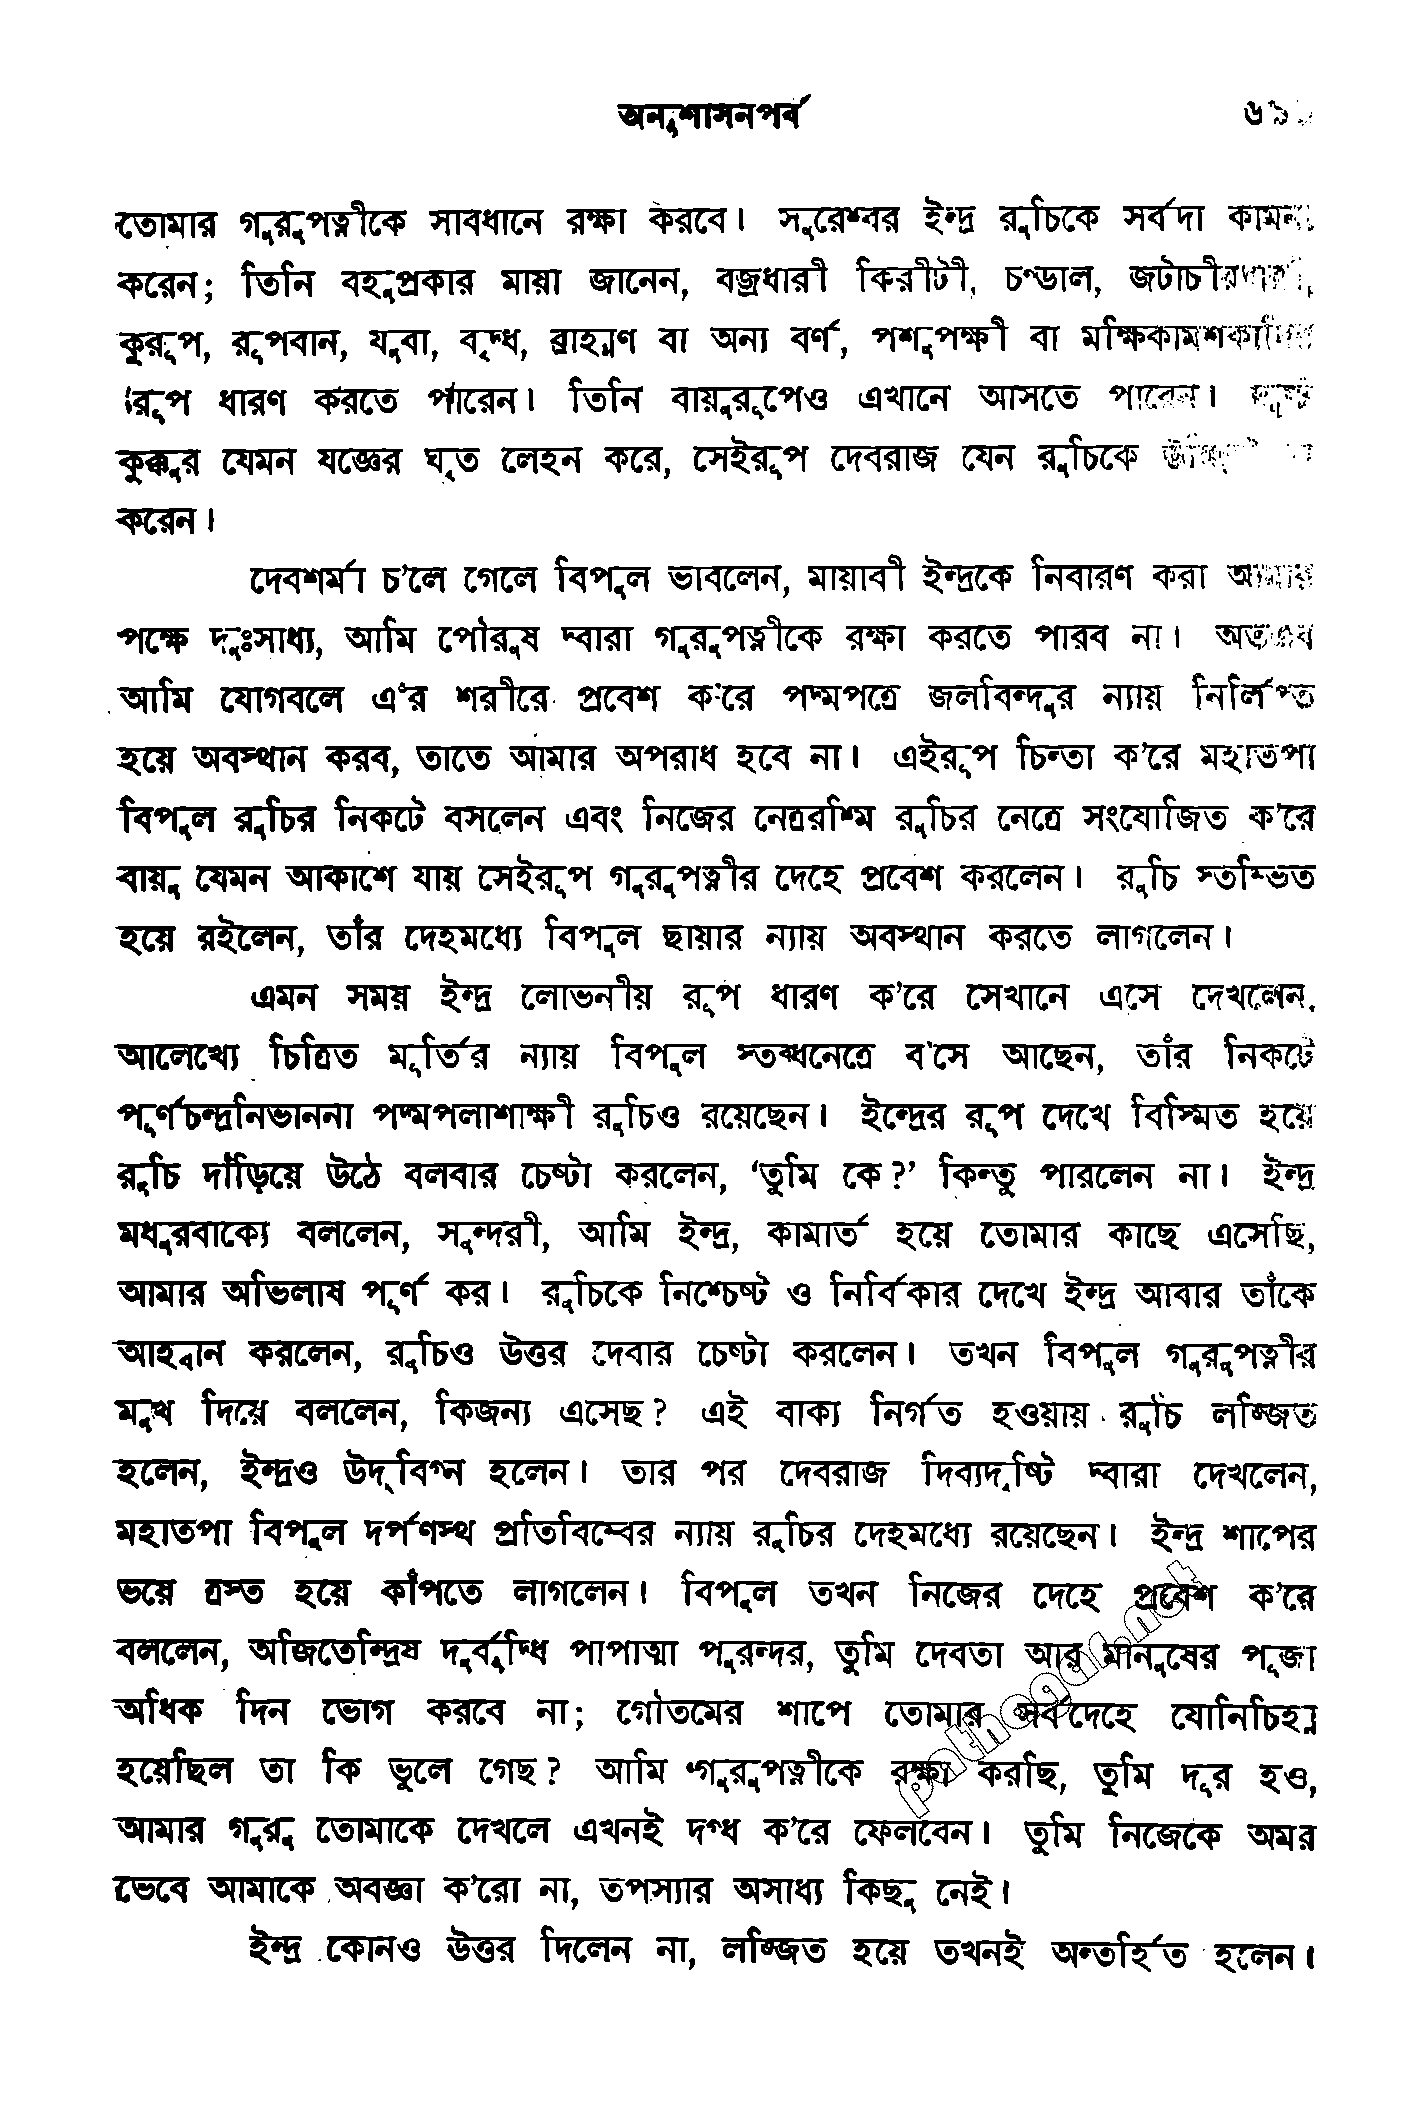 অনুশাসনপর্ব
তোমার গুরুপত্নীকে সাবধানে রক্ষা করবে। সুরেশ্বর ইন্দ্র রুচিকে সর্বদা কামনা
করেন; তিনি বহুপ্রকার মায়া জানেন, বজ্রধারী কিরীটী, চণ্ডাল, জটাচীরধারী,
কুরূপ, রূপবান, যুবা, বৃদ্ধ, ব্রাহ্মণ বা অন্য বর্ণ, পশুপক্ষী বা মক্ষিকামশকাদির
রূপ ধারণ করতে পারেন। তিনি বায়ুরূপেও এখানে আসতে পারেন। দুষ্ট
কুক্কুর যেমন যজ্ঞের ঘৃত লেহন করে, সেইরূপ দেবরাজ যেন রুচিকে
করেন।
দেবশর্মা চ’লে গেলে বিপুল ভাবলেন, মায়াবী ইন্দ্রকে নিবারণ করা আমার
পক্ষে দুঃসাধ্য, আমি পৌরুষ দ্বারা গুরুপত্নীকে রক্ষা করতে পারব না। অতএব
আমি যোগবলে এঁর শরীরে প্রবেশ ক’রে পদ্মপত্রে জলবিন্দুর ন্যায় নির্লিপ্ত
হয়ে অবস্থান করব, তাতে আমার অপরাধ হবে না। এইরূপ চিন্তা ক’রে মহাতপা
বিপুল রুচির নিকটে বসলেন এবং নিজের নেত্ররশ্মি রুচির নেত্রে সংযোজিত ক’রে
বায়ু যেমন আকাশে যায় সেইরূপ গুরুপত্নীর দেহে প্রবেশ করলেন। রুচি স্তম্ভিত
হয়ে রইলেন, তাঁর দেহমধ্যে বিপুল ছায়ার ন্যায় অবস্থান করতে লাগলেন।
এমন সময় ইন্দ্র লোভনীয় রূপ ধারণ ক’রে সেখানে এসে দেখলেন,
আলেখ্যে চিত্রিত মূর্তির ন্যায় বিপুল স্তব্ধনেত্রে ব’সে আছেন, তাঁর নিকটে
পূর্ণচন্দ্রনিভাননা পদ্মপলাশাক্ষী রুচিও রয়েছেন। ইন্দ্রের রূপ দেখে বিস্মিত হয়ে
রুচি দাঁড়িয়ে উঠে বলবার চেষ্টা করলেন, ‘তুমি কে?’ কিন্তু পারলেন না। ইন্দ্র
মধুরবাক্যে বললেন, সুন্দরী, আমি ইন্দ্র, কামার্ত হয়ে তোমার কাছে এসেছি,
আমার অভিলাষ পূর্ণ কর। রুচিকে নিশ্চেষ্ট ও নির্বিকার দেখে ইন্দ্র আবার তাঁকে
আহ্বান করলেন, রুচিও উত্তর দেবার চেষ্টা করলেন। তখন বিপুল গুরুপত্নীর
মুখ দিয়ে বললেন, কিজন্য এসেছ? এই বাক্য নির্গত হওয়ায় রুচি লজ্জিত
হলেন, ইন্দ্রও উদ্‌বিগ্ন হলেন। তার পর দেবরাজ দিব্যদৃষ্টি দ্বারা দেখলেন,
মহাতপা বিপুল দর্পণস্থ প্রতিবিম্বের ন্যায় রুচির দেহমধ্যে রয়েছেন। ইন্দ্র শাপের
ভয়ে ত্রস্ত হয়ে কাঁপতে লাগলেন। বিপুল তখন নিজের দেহে প্রবেশ ক’রে
বললেন, অজিতেন্দ্রিয় দুর্বুদ্ধি পাপাত্মা পুরন্দর, তুমি দেবতা আর মানুষের পূজা
অধিক দিন ভোগ করবে না; গৌতমের শাপে তোমার সর্বদেহে যোনিচিহ্ন
হয়েছিল তা কি ভুলে গেছ? আমি গুরুপত্নীকে রক্ষা করছি, তুমি দূর হও,
আমার গুরু তোমাকে দেখলে এখনই দগ্ধ ক’রে ফেলবেন। তুমি নিজেকে অমর
ভেবে আমাকে অবজ্ঞা ক’রো না, তপস্যার অসাধ্য কিছু নেই।
ইন্দ্র কোনও উত্তর দিলেন না, লজ্জিত হয়ে তখনই অন্তর্হিত হলেন।
pathagar.net